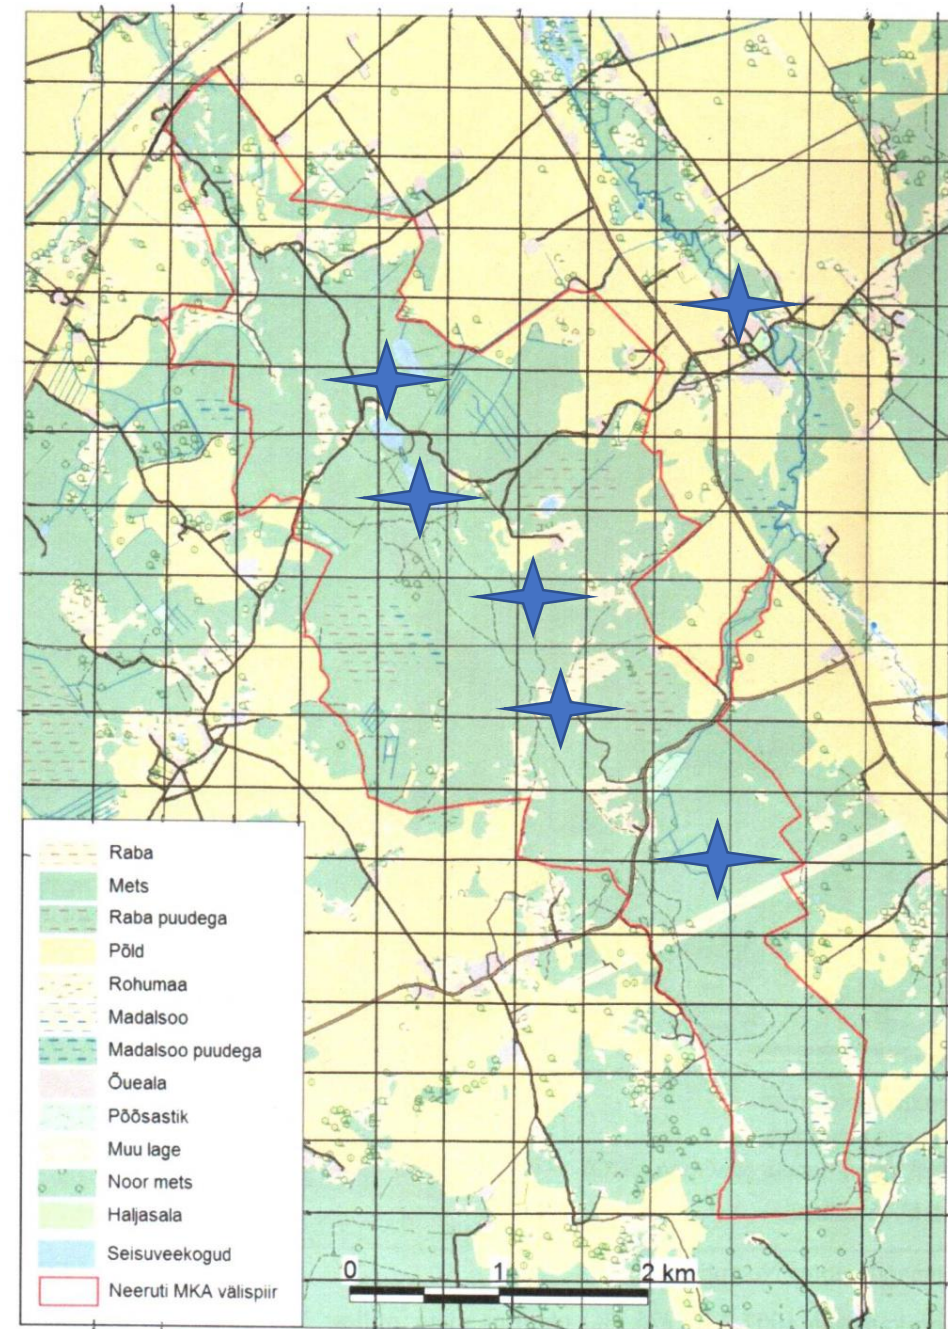 Raba
Mets
Raba puudega
Põld
Rohumaa
Madalsoo
Madalsoo puudega
Õueala
Põõsastik
Muu lage
Noor mets
Haljasala
Seisuveekogud
Neeruti MKA välispiir
0 1 2 km